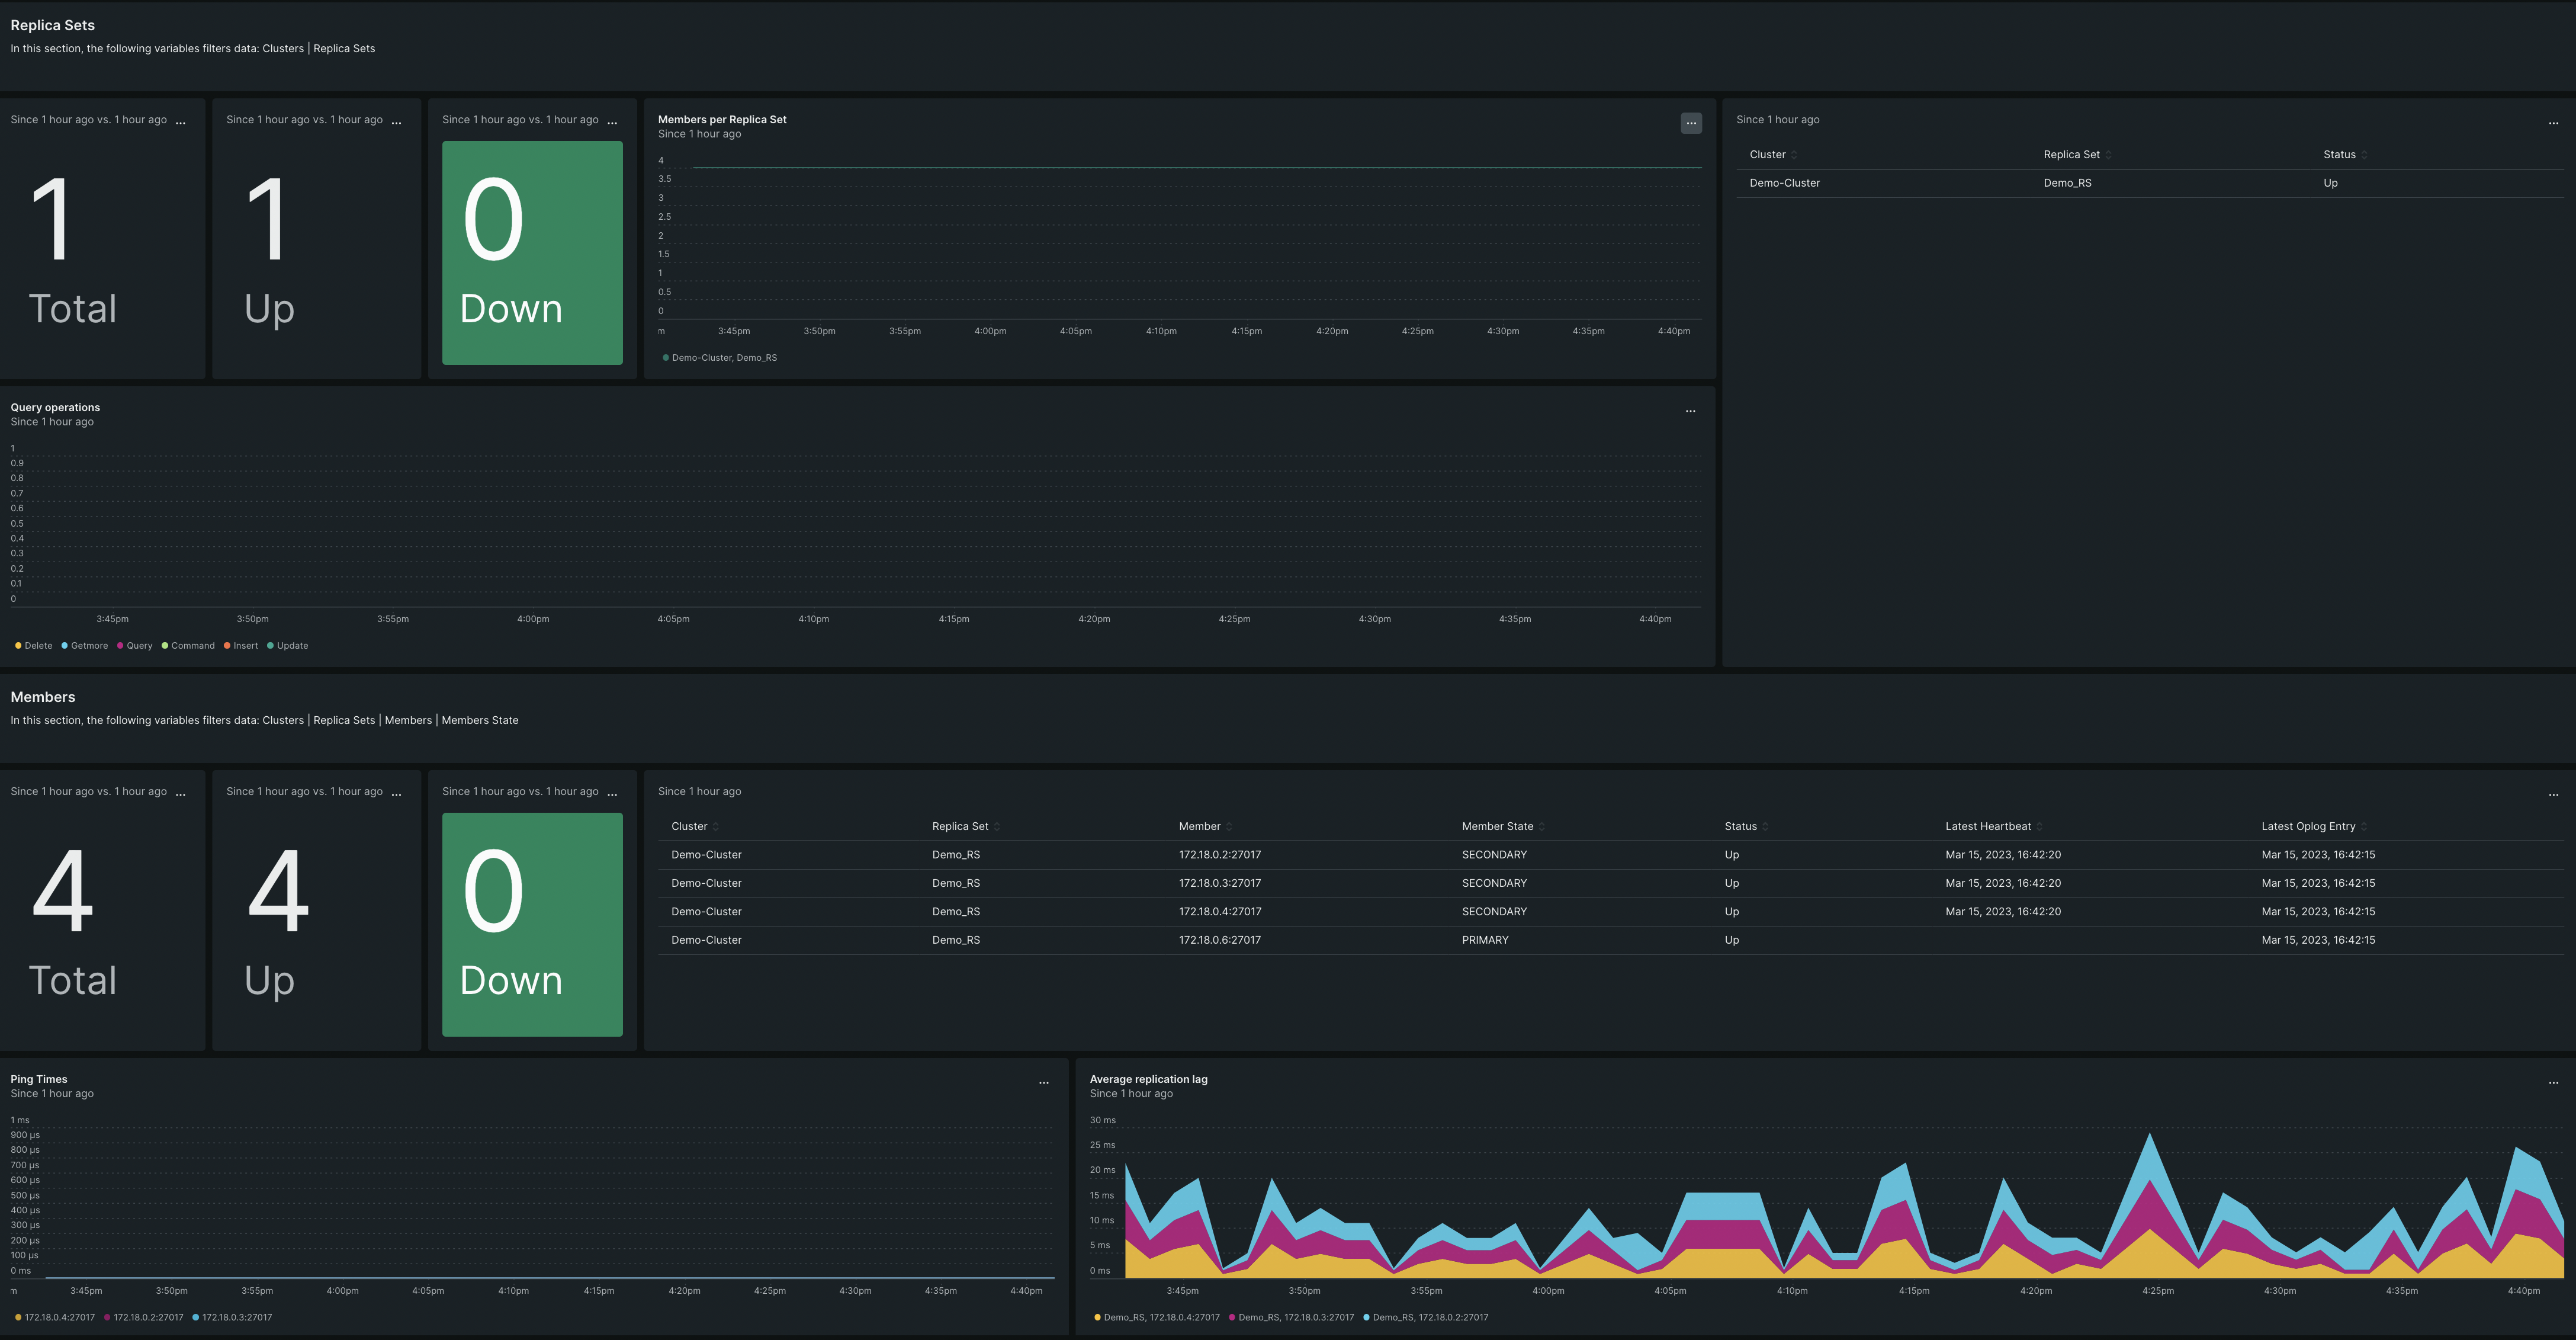 Replica Sets
In this section, the following variables filters data: Clusters | Replica Sets
Since 1 hour ago vs. 1 hour ago ...
1
Total
Since 1 hour ago vs. 1 hour ago ...
1
Up
Since 1 hour ago vs. 1 hour ago ...
0
Down
Members per Replica Set
Since 1 hour ago
...
4
3.5
3
2.5
2
1.5
1
0.5
0
m 3:45pm 3:50pm 3:55pm 4:00pm 4:05pm 4:10pm 4:15pm 4:20pm 4:25pm 4:30pm 4:35pm 4:40pm
Demo-Cluster, Demo_RS
Since 1 hour ago ...
Cluster Replica Set Status
Demo-Cluster Demo_RS Up
Query operations
Since 1 hour ago
...
1
0.9
0.8
0.7
0.6
0.5
0.4
0.3
0.2
0.1
0
3:45pm 3:50pm 3:55pm 4:00pm 4:05pm 4:10pm 4:15pm 4:20pm 4:25pm 4:30pm 4:35pm 4:40pm
Delete Getmore Query Command Insert Update
Members
In this section, the following variables filters data: Clusters | Replica Sets | Members | Members State
Since 1 hour ago vs. 1 hour ago ...
4
Total
Since 1 hour ago vs. 1 hour ago ...
4
Up
Since 1 hour ago vs. 1 hour ago ...
0
Down
Since 1 hour ago ...
Cluster Replica Set Member Member State Status Latest Heartbeat Latest Oplog Entry
Demo-Cluster Demo_RS 172.18.0.2:27017 SECONDARY Up Mar 15, 2023, 16:42:20 Mar 15, 2023, 16:42:15
Demo-Cluster Demo_RS 172.18.0.3:27017 SECONDARY Up Mar 15, 2023, 16:42:20 Mar 15, 2023, 16:42:15
Demo-Cluster Demo_RS 172.18.0.4:27017 SECONDARY Up Mar 15, 2023, 16:42:20 Mar 15, 2023, 16:42:15
Demo-Cluster Demo_RS 172.18.0.6:27017 PRIMARY Up Mar 15, 2023, 16:42:15
Ping Times
Since 1 hour ago
...
1 ms
900 µs
800 µs
700 µs
600 µs
500 µs
400 µs
300 µs
200 µs
100 µs
0 ms
m 3:45pm 3:50pm 3:55pm 4:00pm 4:05pm 4:10pm 4:15pm 4:20pm 4:25pm 4:30pm 4:35pm 4:40pm
172.18.0.4:27017 172.18.0.2:27017 172.18.0.3:27017
Average replication lag
Since 1 hour ago
...
30 ms
25 ms
20 ms
15 ms
10 ms
5 ms
0 ms
3:45pm 3:50pm 3:55pm 4:00pm 4:05pm 4:10pm 4:15pm 4:20pm 4:25pm 4:30pm 4:35pm 4:40pm
Demo_RS, 172.18.0.4:27017 Demo_RS, 172.18.0.3:27017 Demo_RS, 172.18.0.2:27017